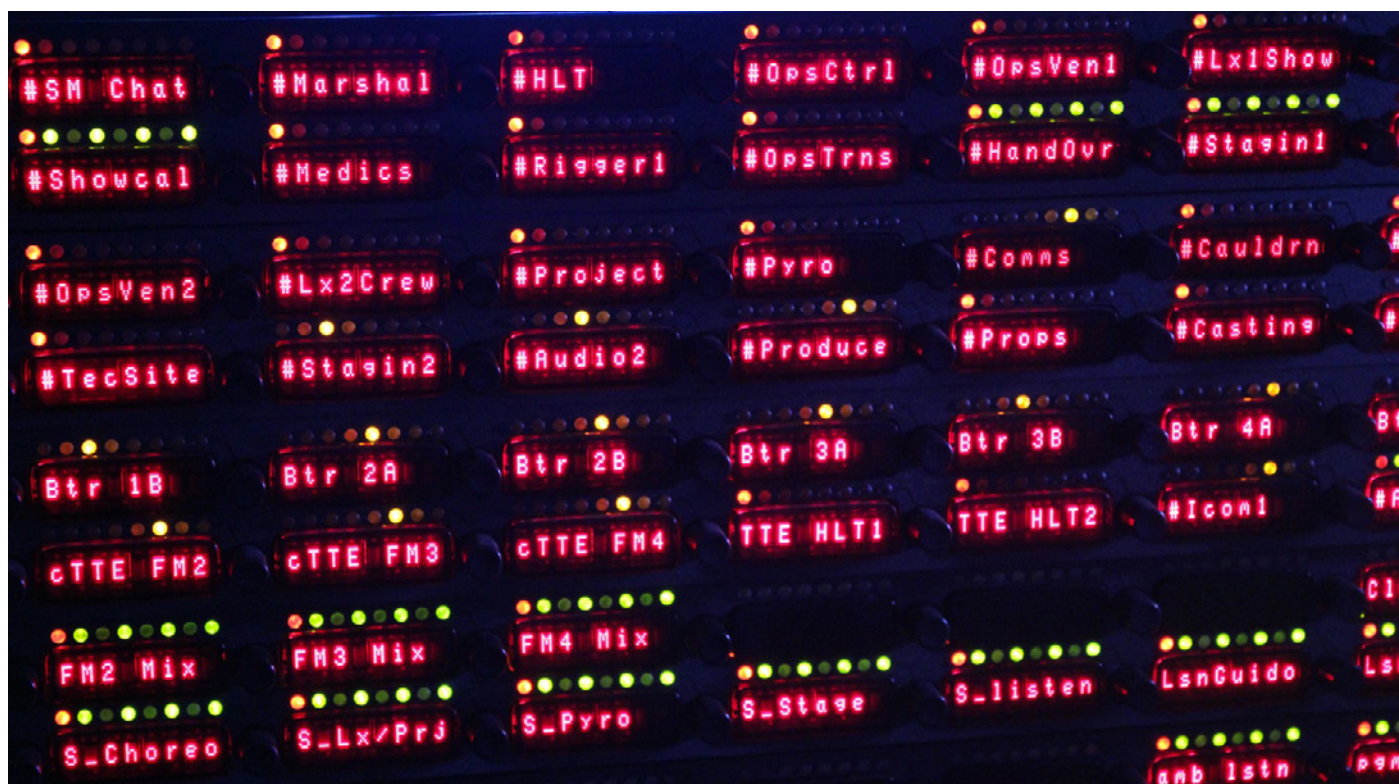 #SM Chat #Marshal #HLT #OpsCtrl #OpsVen1 #Lx1Show
#Showcal #Medics #Rigger1 #OpsTrns #HandOvr #Stagin1
#OpsVen2 #Lx2Crew #Project #Pyro #Comms #Cauldrn
#TecSite #Stagin2 #Audio2 #Produce #Props #Casting
Btr 1B Btr 2A Btr 2B Btr 3A Btr 3B Btr 4A
cTTE FM2 cTTE FM3 cTTE FM4 TTE HLT1 TTE HLT2 #Icom1
FM2 Mix FM3 Mix FM4 Mix
S_Choreo S_Lx/Prj S_Pyro S_Stage S_listen LsnGuido
amb lstn